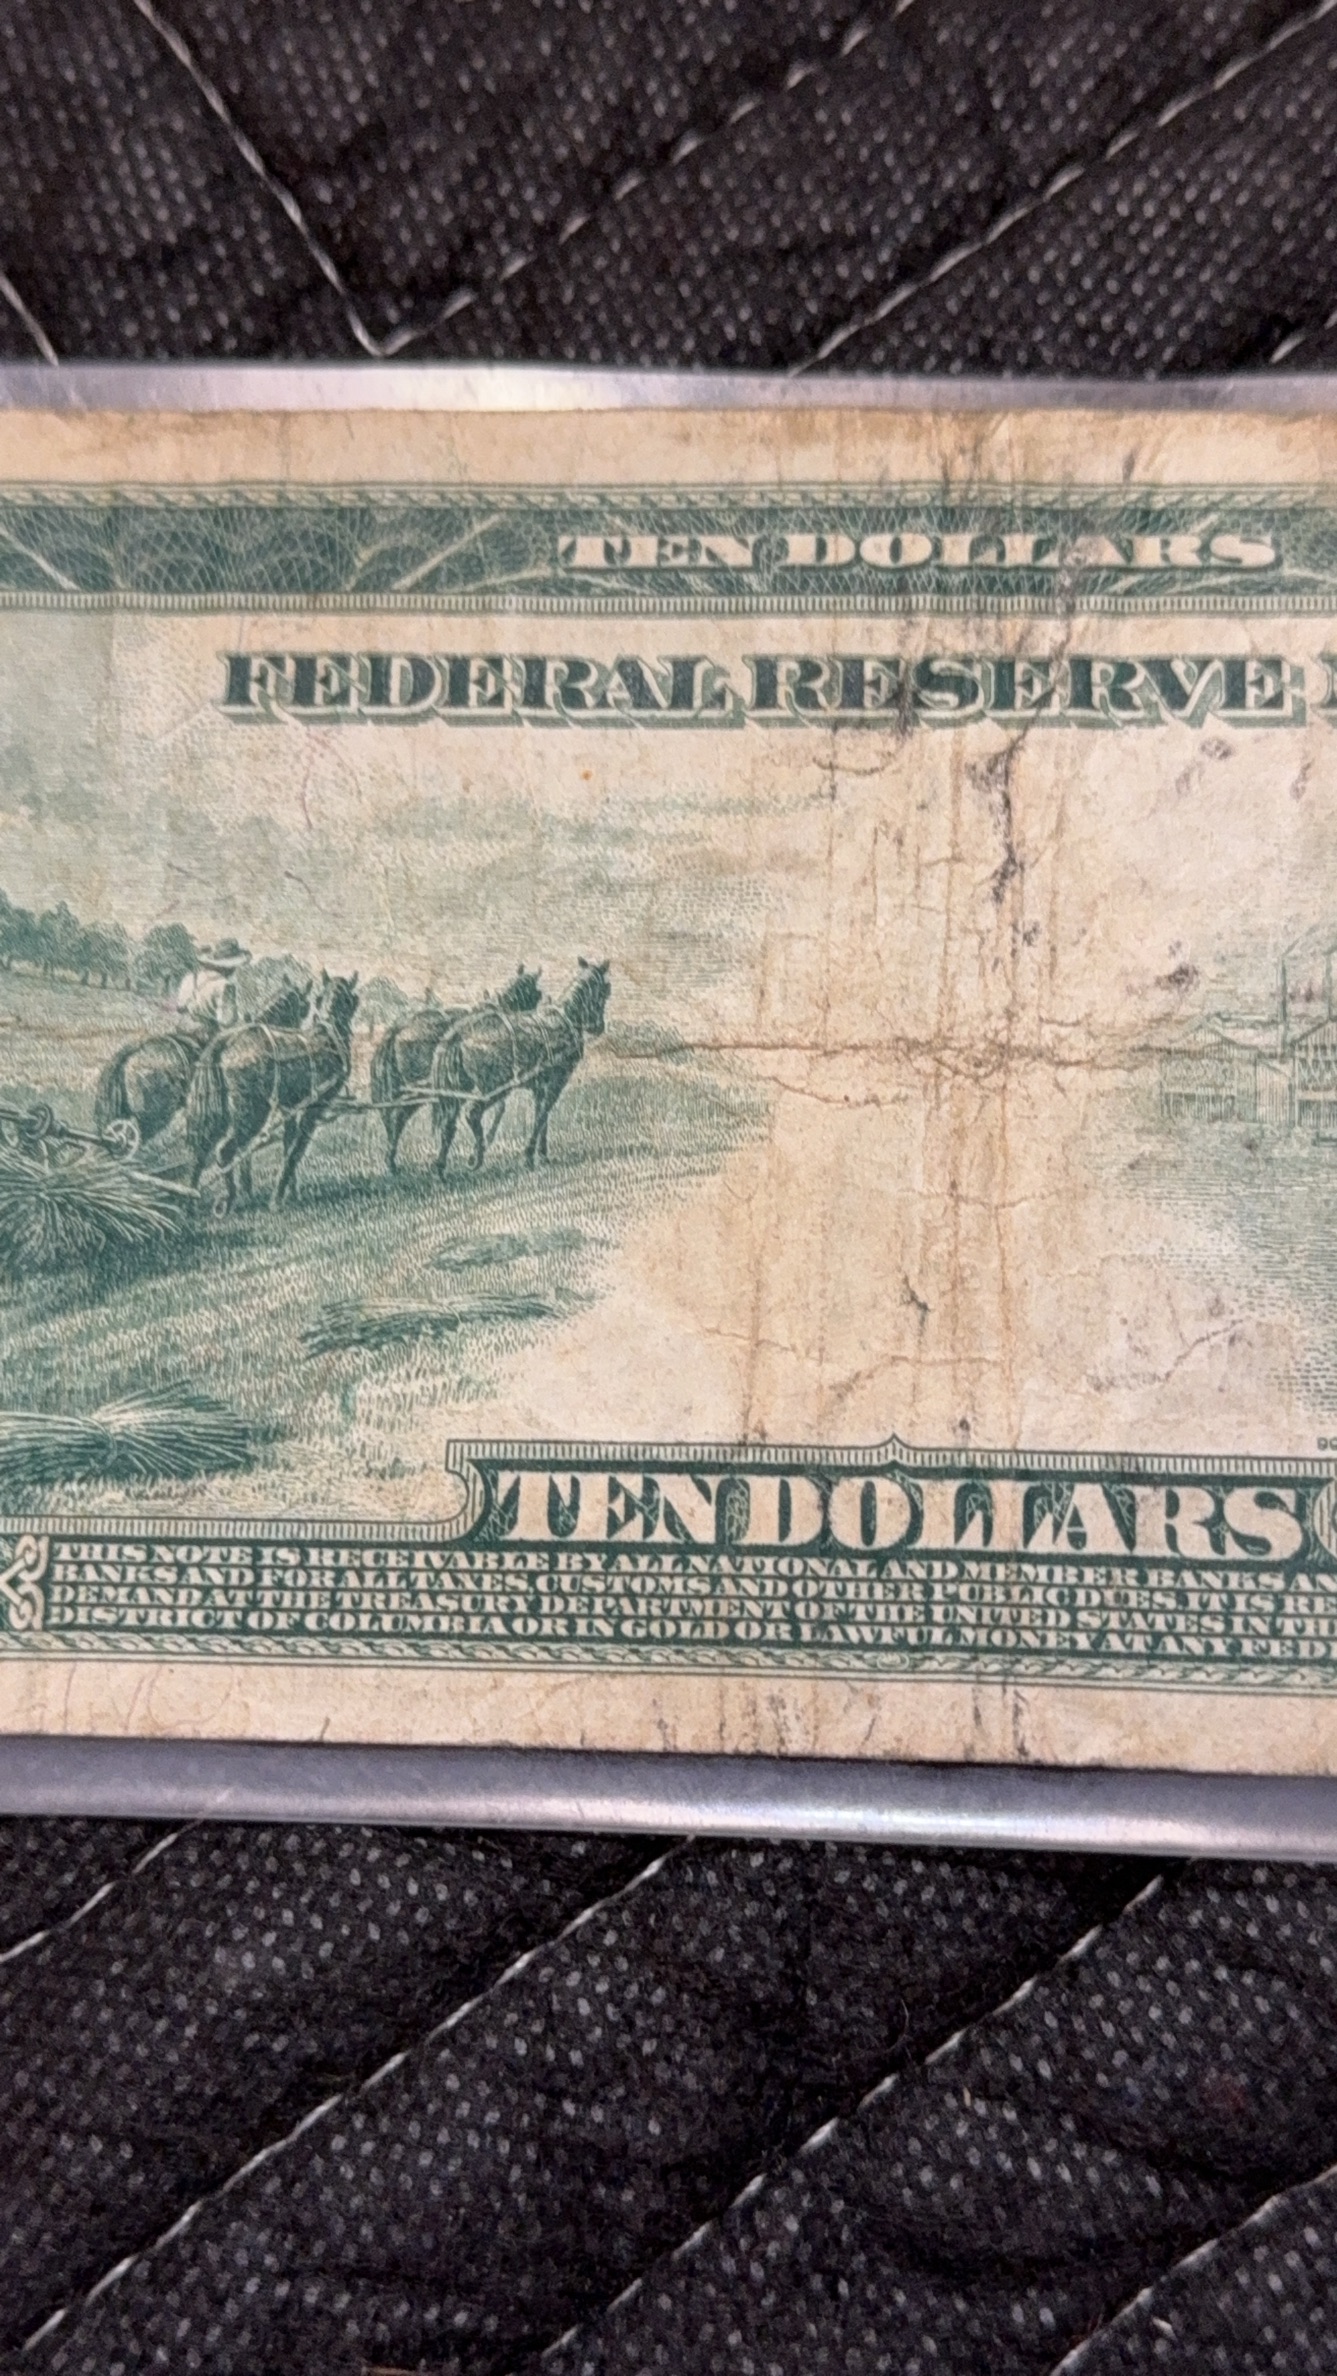 TEN DOLLARS
FEDERAL RESERVE
TEN DOLLARS
THIS NOTE IS RECEIVABLE BY ALL NATIONAL AND MEMBER BANKS
BANKS AND FOR ALL TAXES, CUSTOMS AND OTHER PUBLIC DUES. IT IS
DEMAND AT THE TREASURY DEPARTMENT OF THE UNITED STATES IN
DISTRICT OF COLUMBIA OR IN GOLD OR LAWFUL MONEY AT ANY